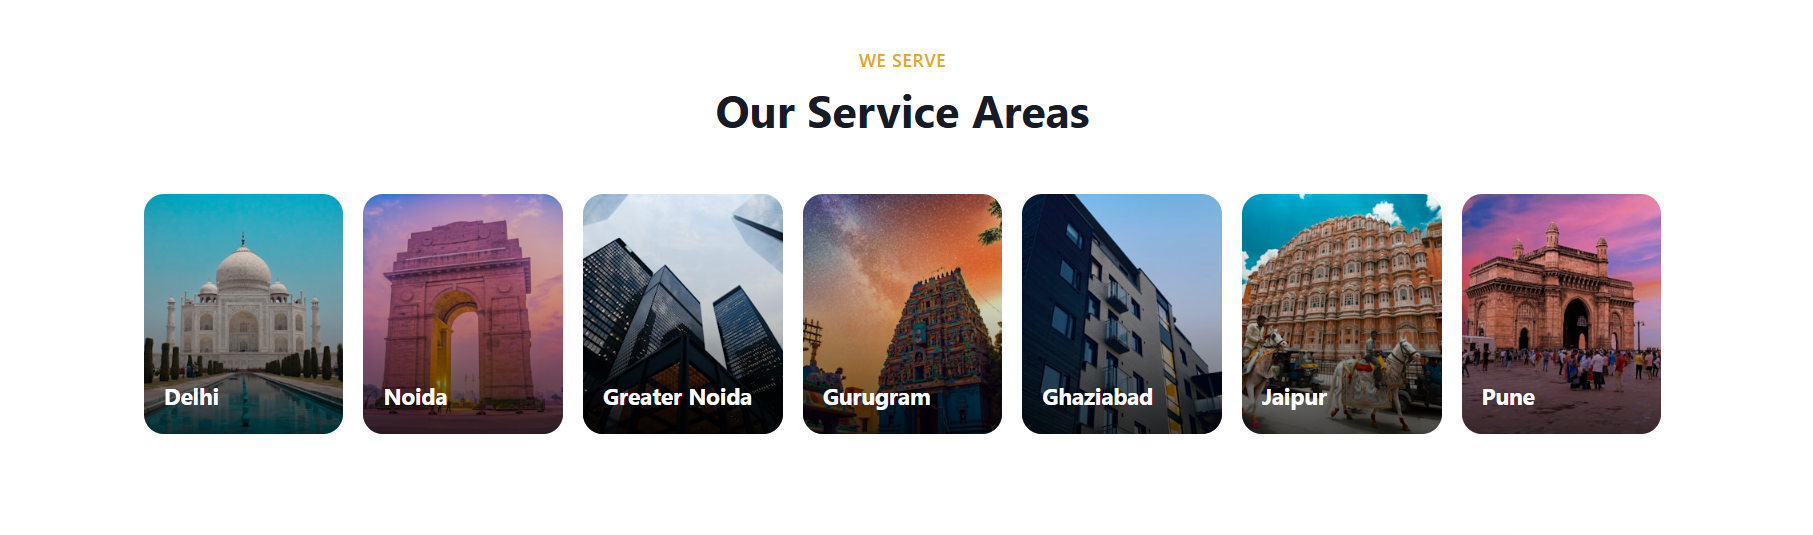 WE SERVE
Our Service Areas
Delhi
Noida
Greater Noida
Gurugram
Ghaziabad
Jaipur
Pune